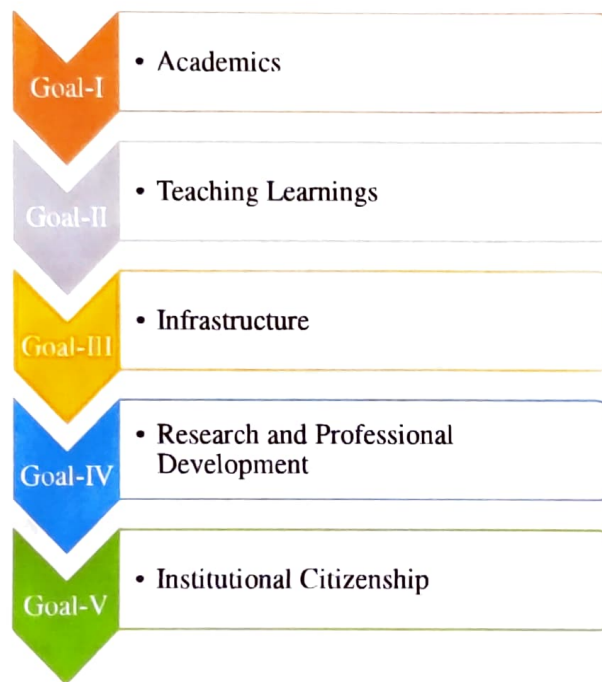 Goal-I
• Academics
Goal-II
• Teaching Learnings
Goal-III
• Infrastructure
Goal-IV
• Research and Professional
Development
Goal-V
• Institutional Citizenship